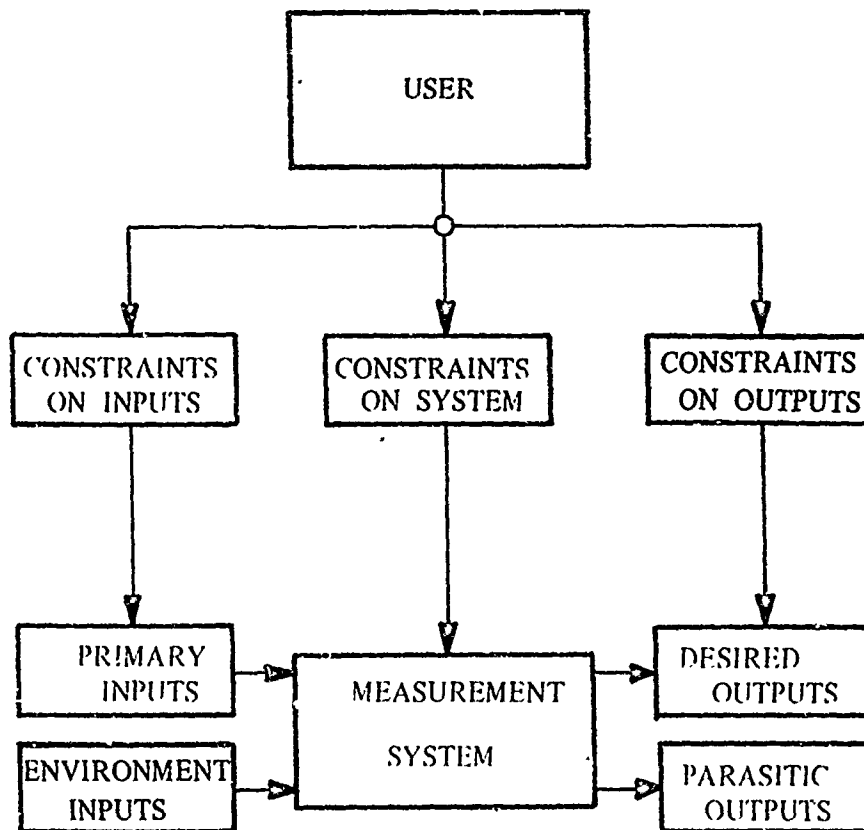 USER
CONSTRAINTS
ON INPUTS
CONSTRAINTS
ON SYSTEM
CONSTRAINTS
ON OUTPUTS
PRIMARY
INPUTS
MEASUREMENT
SYSTEM
DESIRED
OUTPUTS
ENVIRONMENT
INPUTS
PARASITIC
OUTPUTS